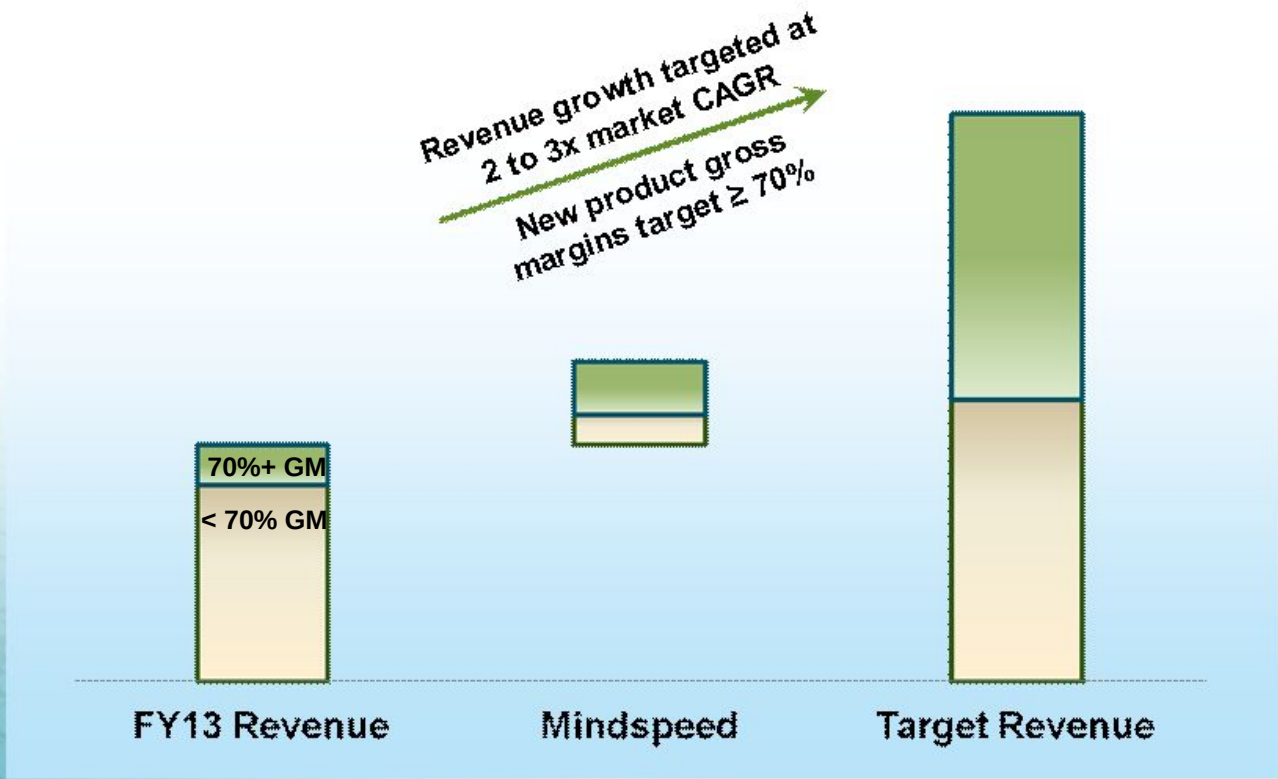 Revenue growth targeted at
2 to 3x market CAGR
New product gross
margins target ≥ 70%
70%+ GM
< 70% GM
FY13 Revenue
Mindspeed
Target Revenue